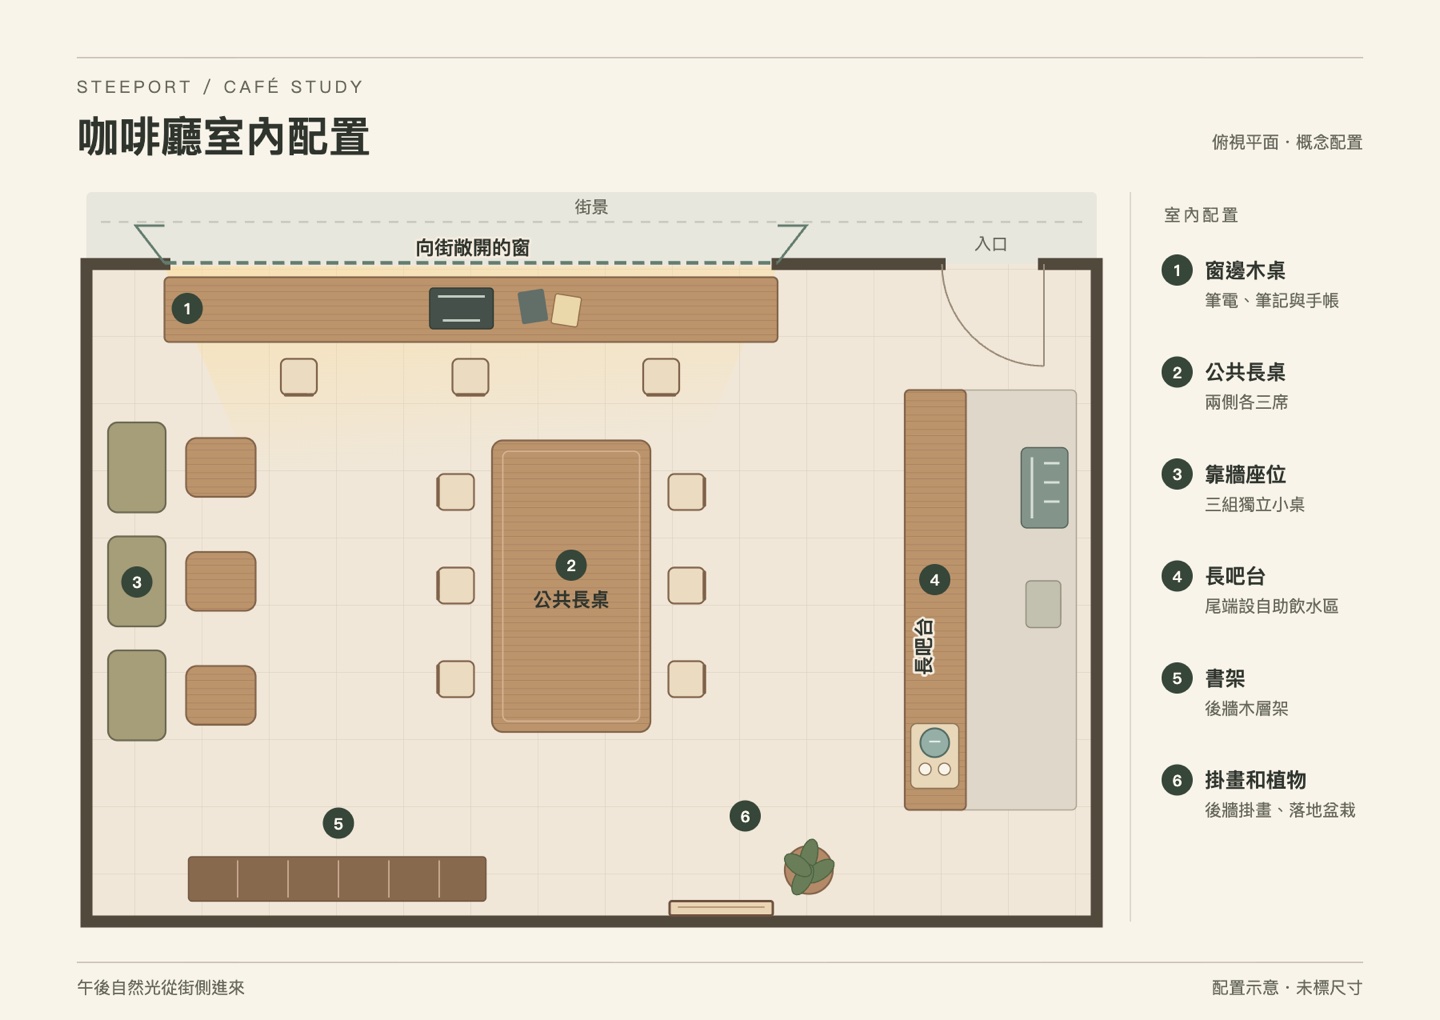 STEEPORT / CAFÉ STUDY
咖啡廳室內配置
俯視平面·概念配置
街景
向街敞開的窗
入口
1
2
公共長桌
3
4
長吧台
5
6
室內配置
1 窗邊木桌
筆電、筆記與手帳
2 公共長桌
兩側各三席
3 靠牆座位
三組獨立小桌
4 長吧台
尾端設自助飲水區
5 書架
後牆木層架
6 掛畫和植物
後牆掛畫、落地盆栽
午後自然光從街側進來
配置示意·未標尺寸